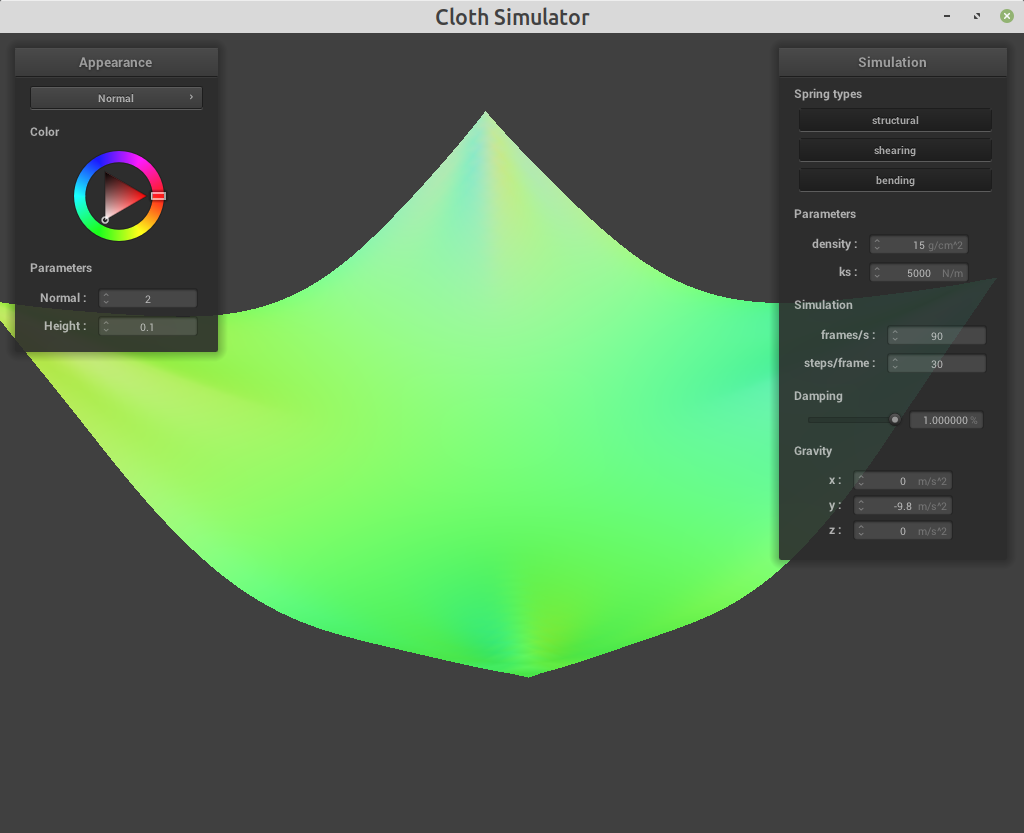 Cloth Simulator
Appearance
Normal
Color
Parameters
Normal : 2
Height : 0.1
Simulation
Spring types
structural
shearing
bending
Parameters
density : 15 g/cm^2
ks : 5000 N/m
Simulation
frames/s : 90
steps/frame : 30
Damping
1.000000 %
Gravity
x : 0 m/s^2
y : -9.8 m/s^2
z : 0 m/s^2